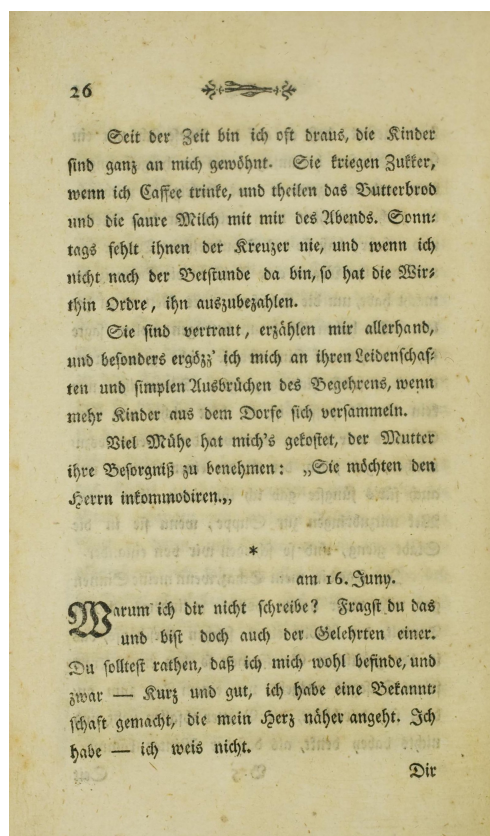 26
Seit der Zeit bin ich oft draus, die Kinder
sind ganz an mich gewöhnt. Sie kriegen Zukker,
wenn ich Caffee trinke, und theilen das Butterbrod
und die saure Milch mit mir des Abends. Sonn⸗
tags fehlt ihnen der Kreuzer nie, und wenn ich
nicht nach der Betstunde da bin, so hat die Wir⸗
thin Ordre, ihn auszubezahlen.
Sie sind vertraut, erzählen mir allerhand,
und besonders ergözz' ich mich an ihren Leidenschaf⸗
ten und simplen Ausbrüchen des Begehrens, wenn
mehr Kinder aus dem Dorfe sich versammeln.
Viel Mühe hat mich's gekostet, der Mutter
ihre Besorgniß zu benehmen: „Sie möchten den
Herrn inkommodiren.„
*
am 16. Juny.
Warum ich dir nicht schreibe? Fragst du das
und bist doch auch der Gelehrten einer.
Du solltest rathen, daß ich mich wohl befinde, und
zwar — Kurz und gut, ich habe eine Bekannt⸗
schaft gemacht, die mein Herz näher angeht. Ich
habe — ich weis nicht.
Dir